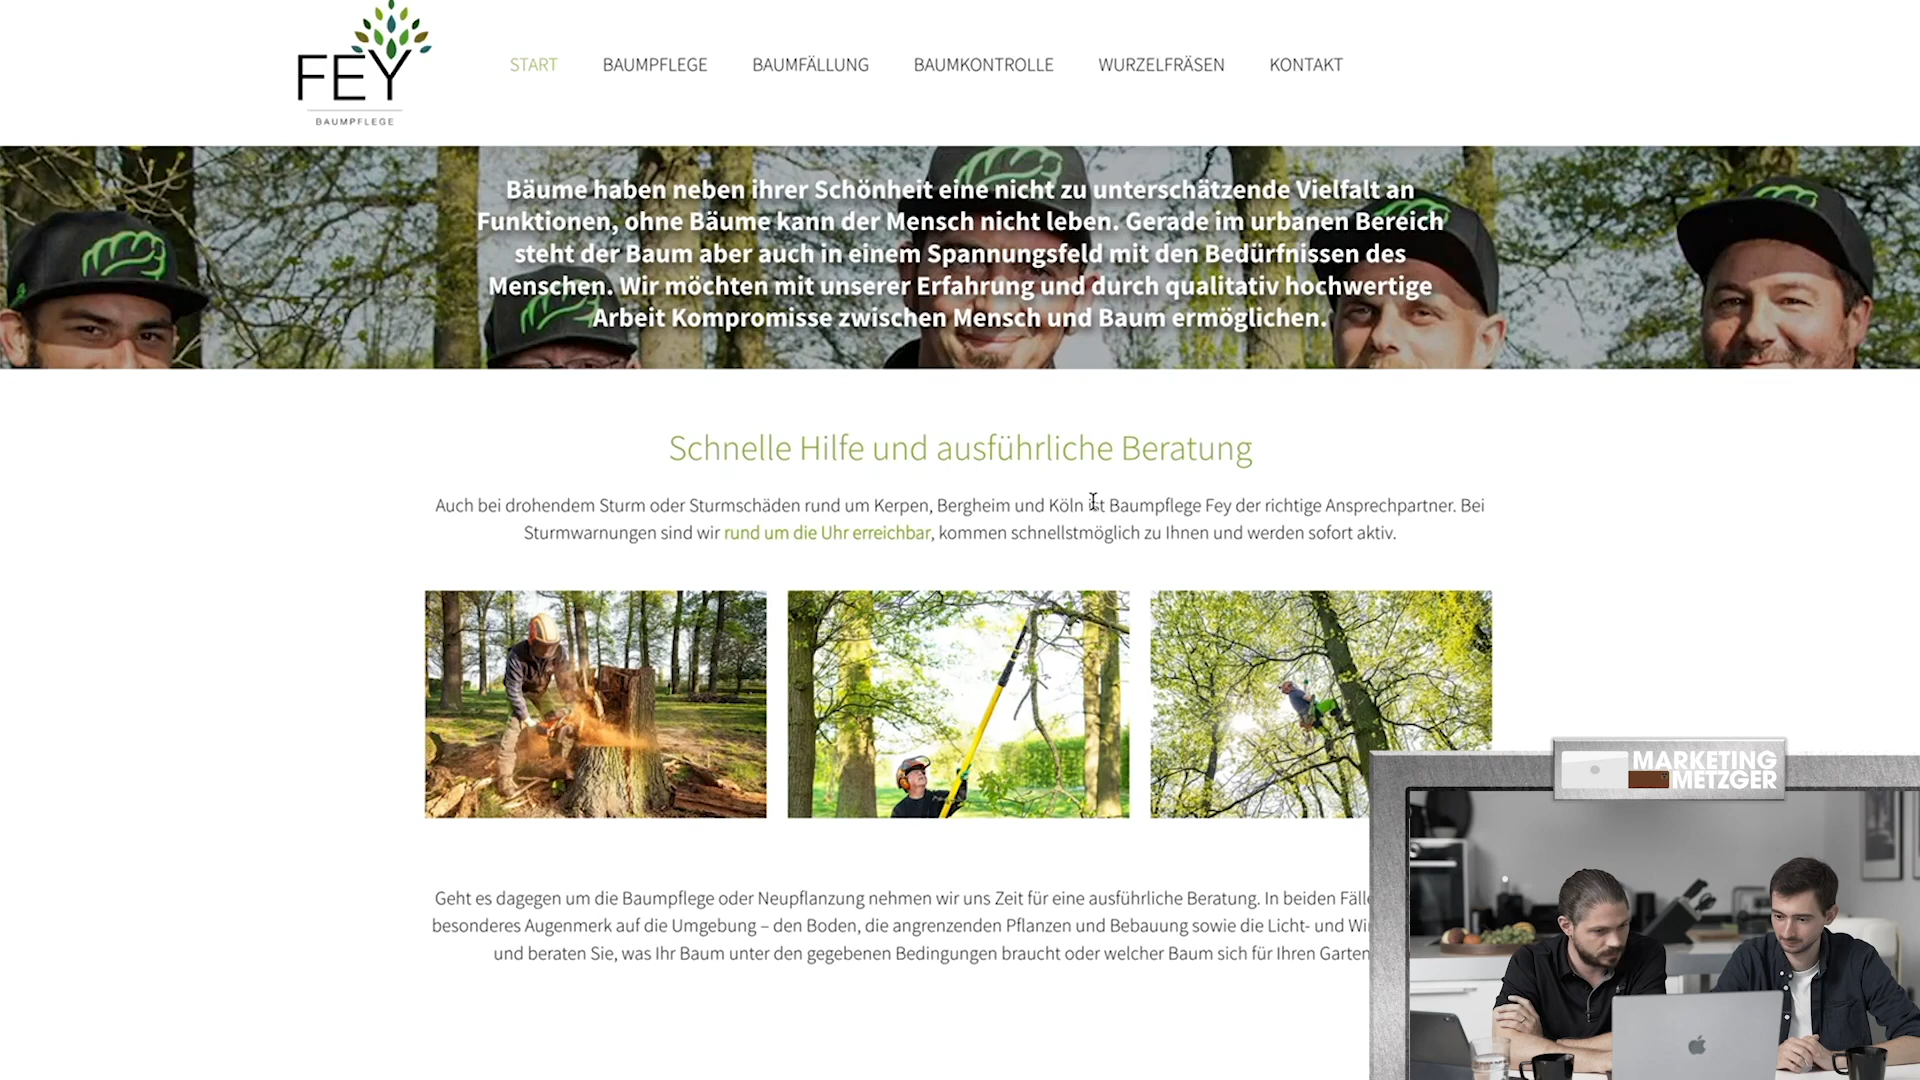 FEY
BAUMPFLEGE
START BAUMPFLEGE BAUMFÄLLUNG BAUMKONTROLLE WURZELFRÄSEN KONTAKT
Bäume haben neben ihrer Schönheit eine nicht zu unterschätzende Vielfalt an
Funktionen, ohne Bäume kann der Mensch nicht leben. Gerade im urbanen Bereich
steht der Baum aber auch in einem Spannungsfeld mit den Bedürfnissen des
Menschen. Wir möchten mit unserer Erfahrung und durch qualitativ hochwertige
Arbeit Kompromisse zwischen Mensch und Baum ermöglichen.
Schnelle Hilfe und ausführliche Beratung
Auch bei drohendem Sturm oder Sturmschäden rund um Kerpen, Bergheim und Köln ist Baumpflege Fey der richtige Ansprechpartner. Bei
Sturmwarnungen sind wir rund um die Uhr erreichbar, kommen schnellstmöglich zu Ihnen und werden sofort aktiv.
Geht es dagegen um die Baumpflege oder Neupflanzung nehmen wir uns Zeit für eine ausführliche Beratung. In beiden Fälle
besonderes Augenmerk auf die Umgebung – den Boden, die angrenzenden Pflanzen und Bebauung sowie die Licht- und Wi
und beraten Sie, was Ihr Baum unter den gegebenen Bedingungen braucht oder welcher Baum sich für Ihren Garten
MARKETING
METZGER